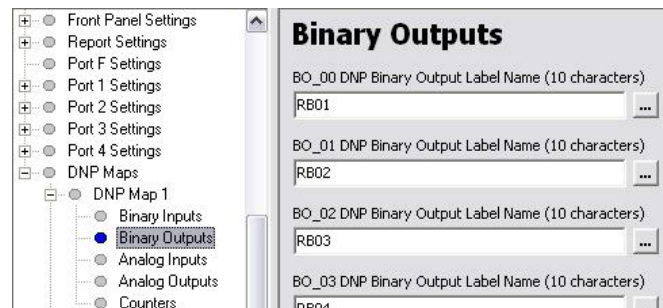 Front Panel Settings
Report Settings
Port F Settings
Port 1 Settings
Port 2 Settings
Port 3 Settings
Port 4 Settings
DNP Maps
DNP Map 1
Binary Inputs
Binary Outputs
Analog Inputs
Analog Outputs
Counters
Binary Outputs
BO_00 DNP Binary Output Label Name (10 characters)
RB01
...
BO_01 DNP Binary Output Label Name (10 characters)
RB02
...
BO_02 DNP Binary Output Label Name (10 characters)
RB03
...
BO_03 DNP Binary Output Label Name (10 characters)
RB04